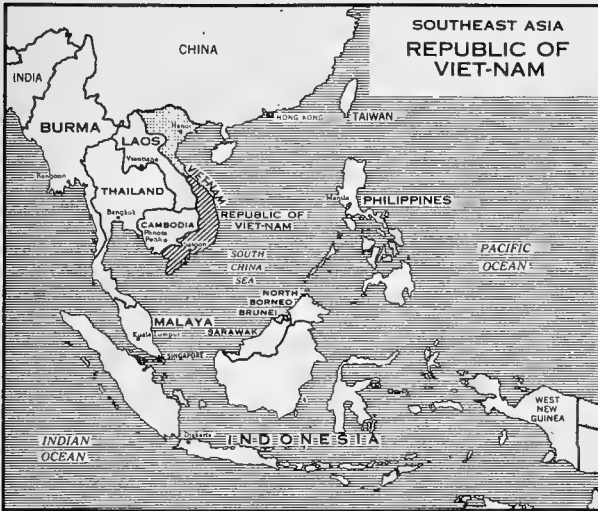 SOUTHEAST ASIA
REPUBLIC OF
VIET-NAM
CHINA
INDIA
HONG KONG
TAIWAN
BURMA
Hanoi
LAOS
Vientiane
Rangoon
THAILAND
VIETNAM
Manila
PHILIPPINES
Bangkok
CAMBODIA
Phnom
Penh
Saigon
REPUBLIC OF
VIET-NAM
SOUTH
CHINA
SEA
PACIFIC
OCEAN
NORTH
BORNEO
BRUNEI
MALAYA
SARAWAK
Kuala Lumpur
SINGAPORE
WEST
NEW
GUINEA
INDIAN
OCEAN
Djakarta
INDONESIA